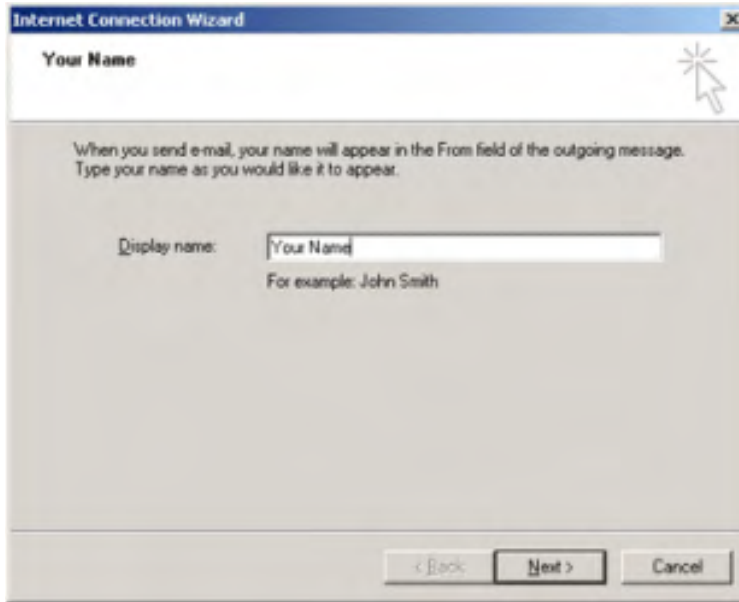 Internet Connection Wizard
Your Name
When you send e-mail, your name will appear in the From field of the outgoing message.
Type your name as you would like it to appear.
Display name: Your Name
For example: John Smith
< Back Next > Cancel